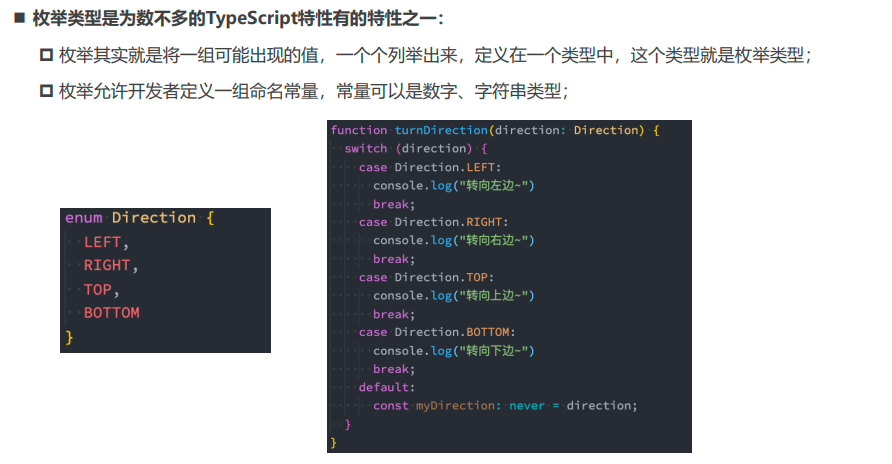 枚举类型是为数不多的TypeScript特性有的特性之一：
枚举其实就是将一组可能出现的值，一个个列举出来，定义在一个类型中，这个类型就是枚举类型；
枚举允许开发者定义一组命名常量，常量可以是数字、字符串类型；
enum Direction {
  LEFT,
  RIGHT,
  TOP,
  BOTTOM
}
function turnDirection(direction: Direction) {
  switch (direction) {
    case Direction.LEFT:
      console.log("转向左边~")
      break;
    case Direction.RIGHT:
      console.log("转向右边~")
      break;
    case Direction.TOP:
      console.log("转向上边~")
      break;
    case Direction.BOTTOM:
      console.log("转向下边~")
      break;
    default:
      const myDirection: never = direction;
  }
}